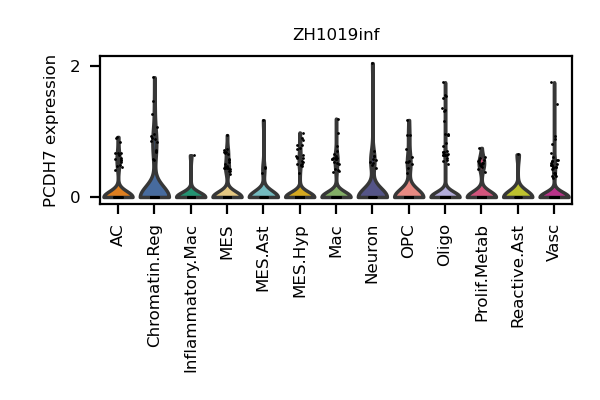 ZH1019inf
PCDH7 expression
2
0
AC
Chromatin.Reg
Inflammatory.Mac
MES
MES.Ast
MES.Hyp
Mac
Neuron
OPC
Oligo
Prolif.Metab
Reactive.Ast
Vasc